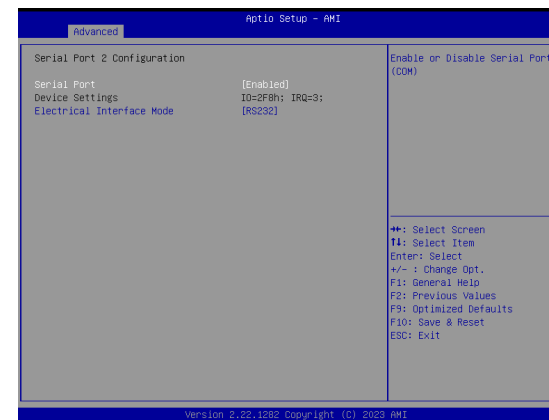 Aptio Setup - AMI
Advanced
Serial Port 2 Configuration
Serial Port [Enabled]
Device Settings IO=2F8h; IRQ=3;
Electrical Interface Mode [RS232]
Enable or Disable Serial Port
(COM)
→←: Select Screen
↑↓: Select Item
Enter: Select
+/- : Change Opt.
F1: General Help
F2: Previous Values
F9: Optimized Defaults
F10: Save & Reset
ESC: Exit
Version 2.22.1282 Copyright (C) 2023 AMI